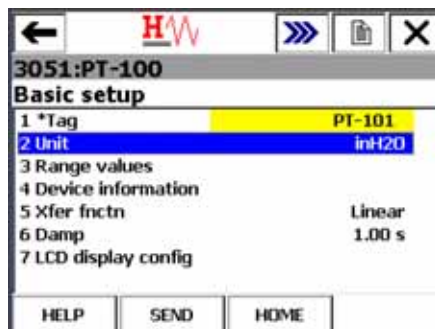 H
3051:PT-100
Basic setup
1 *Tag PT-101
2 Unit inH2O
3 Range values
4 Device information
5 Xfer fnctn Linear
6 Damp 1.00 s
7 LCD display config
HELP SEND HOME